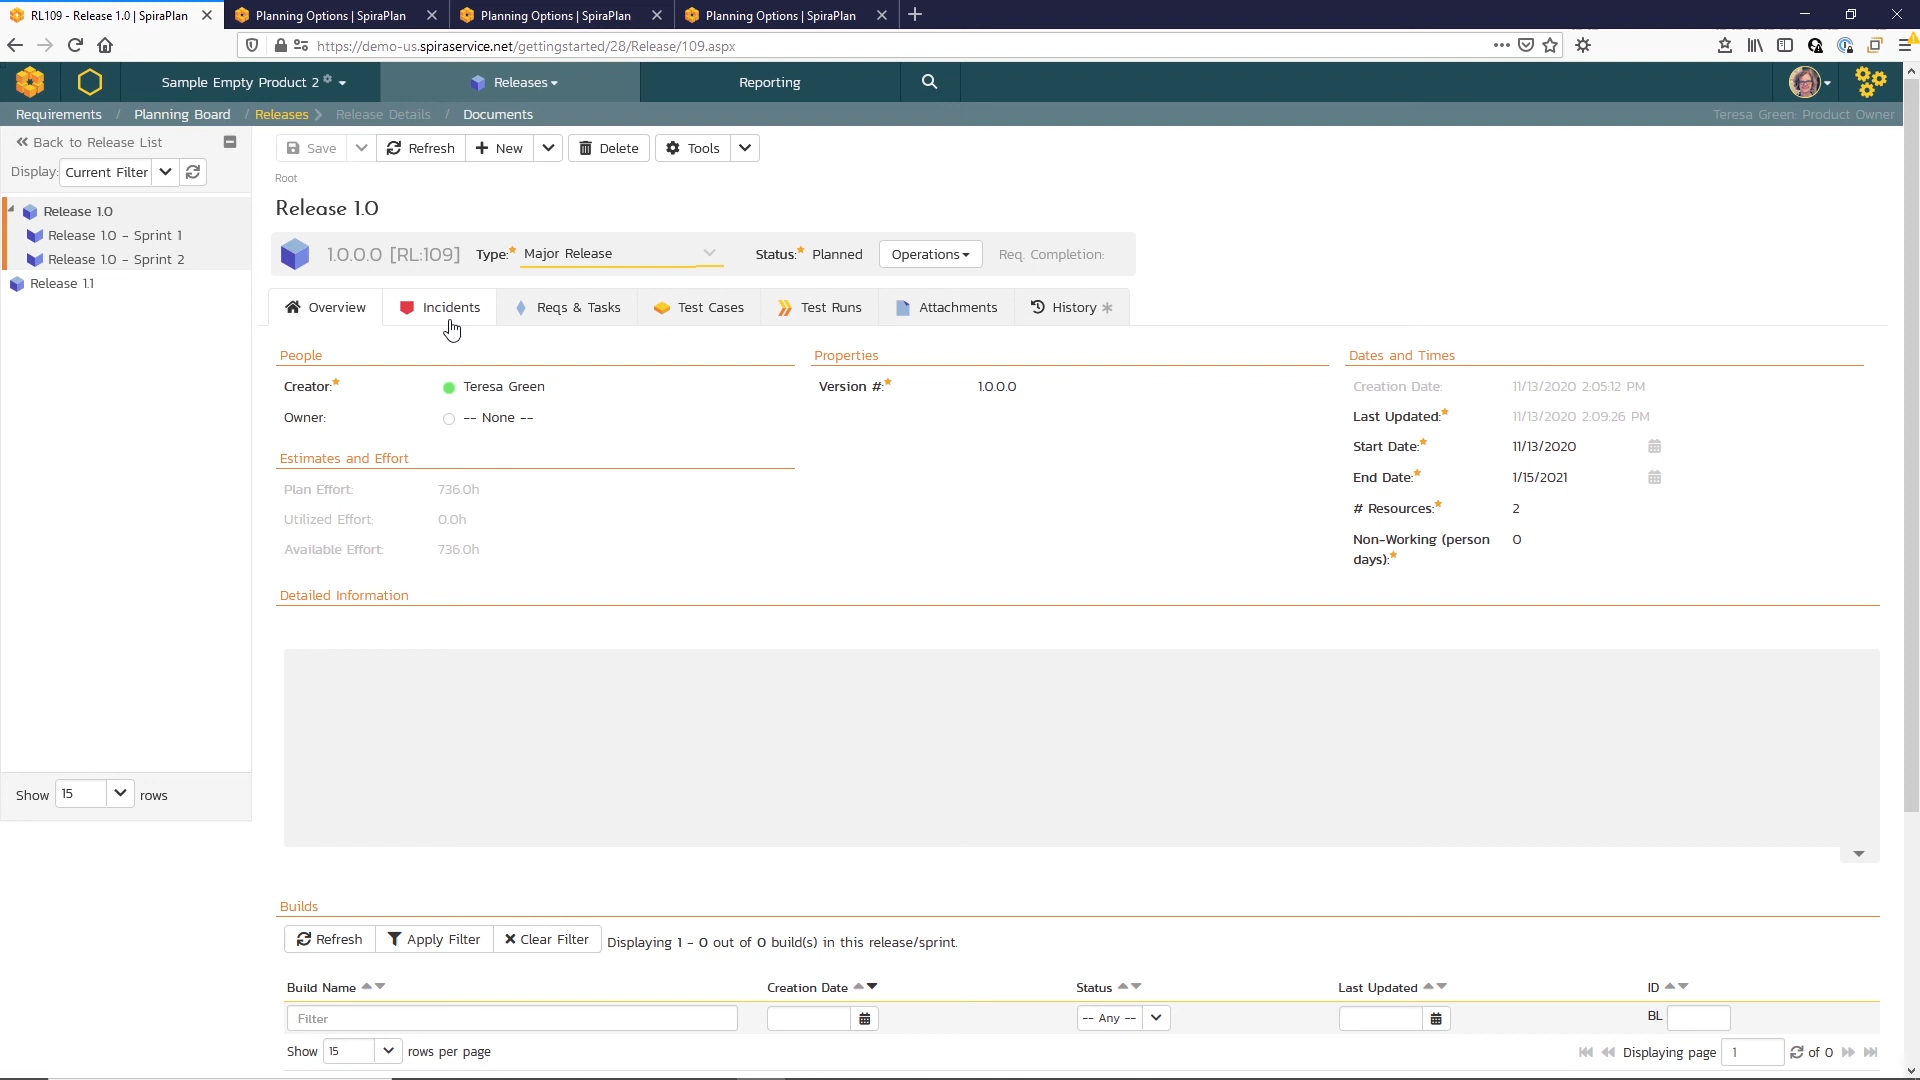 RL109 - Release 1.0 | SpiraPlan
Planning Options | SpiraPlan
Planning Options | SpiraPlan
Planning Options | SpiraPlan
https://demo-us.spiraservice.net/gettingstarted/28/Release/109.aspx
Sample Empty Product 2
Releases
Reporting
Requirements / Planning Board / Releases Release Details / Documents
Teresa Green: Product Owner
Back to Release List
Display: Current Filter
Release 1.0
Release 1.0 - Sprint 1
Release 1.0 - Sprint 2
Release 1.1
Show 15 rows
Save Refresh New Delete Tools
Root
Release 1.0
1.0.0.0 [RL:109] Type:* Major Release Status:* Planned Operations Req. Completion:
Overview Incidents Reqs & Tasks Test Cases Test Runs Attachments History *
People
Creator:* Teresa Green
Owner: -- None --
Estimates and Effort
Plan Effort: 736.0h
Utilized Effort: 0.0h
Available Effort: 736.0h
Properties
Version #:* 1.0.0.0
Dates and Times
Creation Date: 11/13/2020 2:05:12 PM
Last Updated:* 11/13/2020 2:09:26 PM
Start Date:* 11/13/2020
End Date:* 1/15/2021
# Resources:* 2
Non-Working (person 0
days):*
Detailed Information
Builds
Refresh Apply Filter Clear Filter Displaying 1 - 0 out of 0 build(s) in this release/sprint.
Build Name Creation Date Status Last Updated ID
Filter -- Any -- BL
Show 15 rows per page
Displaying page 1 of 0